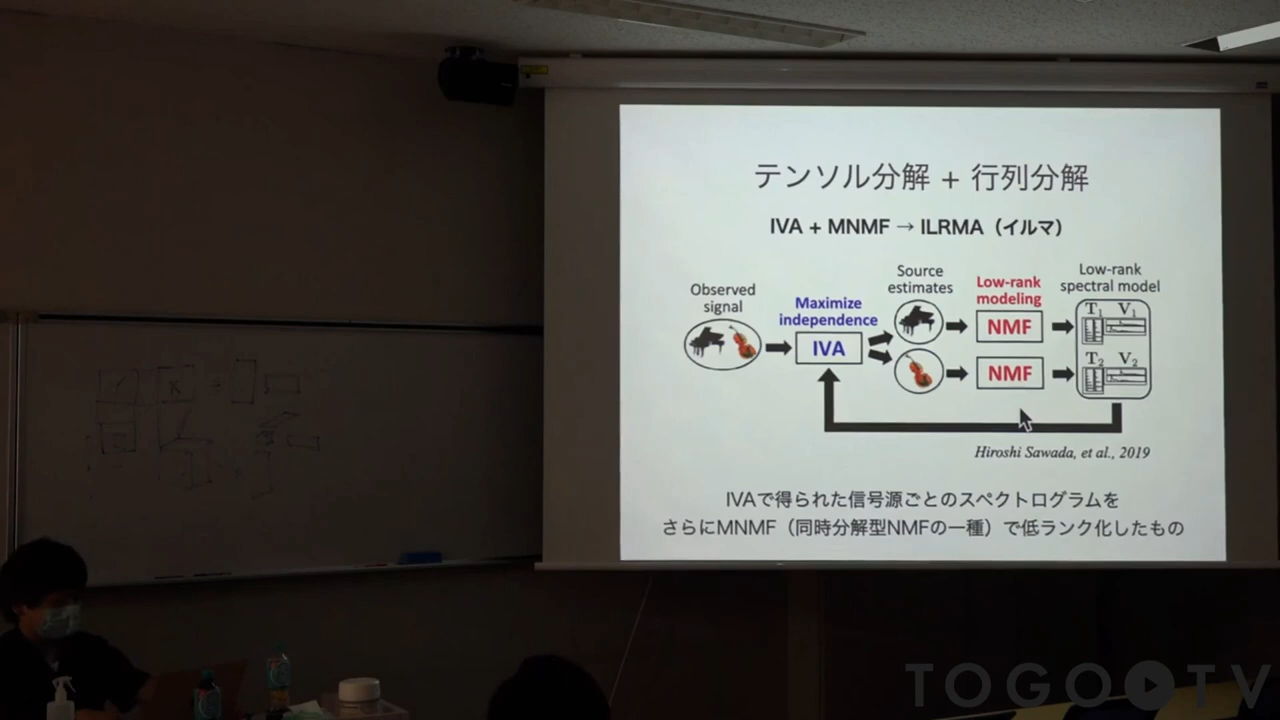 テンソル分解 + 行列分解
IVA + MNMF → ILRMA（イルマ）
Observed
signal
Maximize
independence
IVA
Source
estimates
Low-rank
modeling
NMF
NMF
Low-rank
spectral model
T1 V1
T2 V2
Hiroshi Sawada, et al., 2019
IVAで得られた信号源ごとのスペクトログラムを
さらにMNMF（同時分解型NMFの一種）で低ランク化したもの
K
TOGO TV